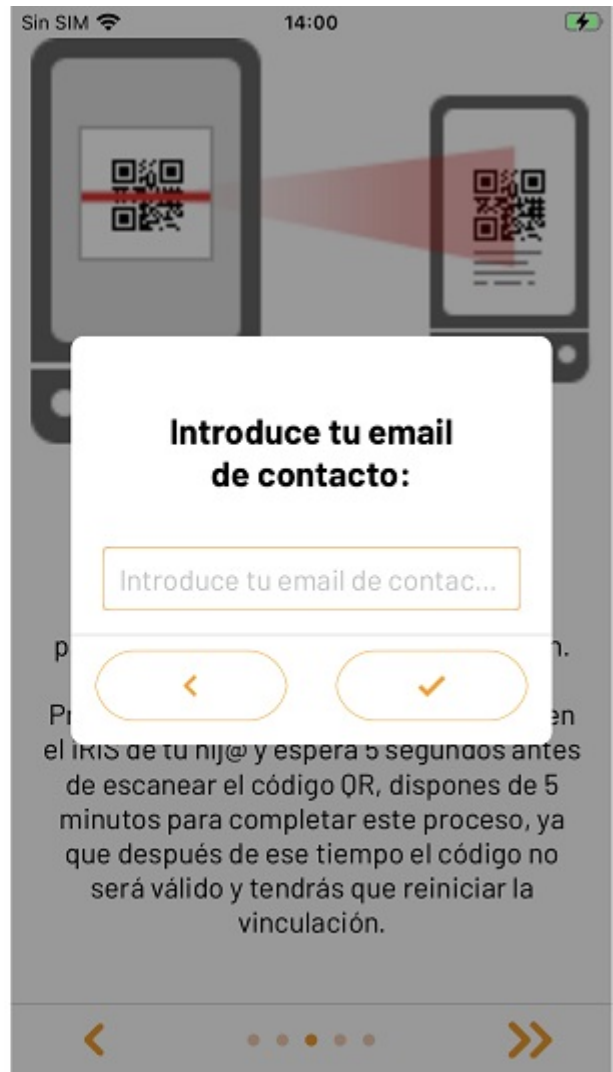 Sin SIM 14:00
Introduce tu email
de contacto:
Introduce tu email de contac...
el IRIS de tu hij@ y espera 5 segundos antes
de escanear el código QR, dispones de 5
minutos para completar este proceso, ya
que después de ese tiempo el código no
será válido y tendrás que reiniciar la
vinculación.